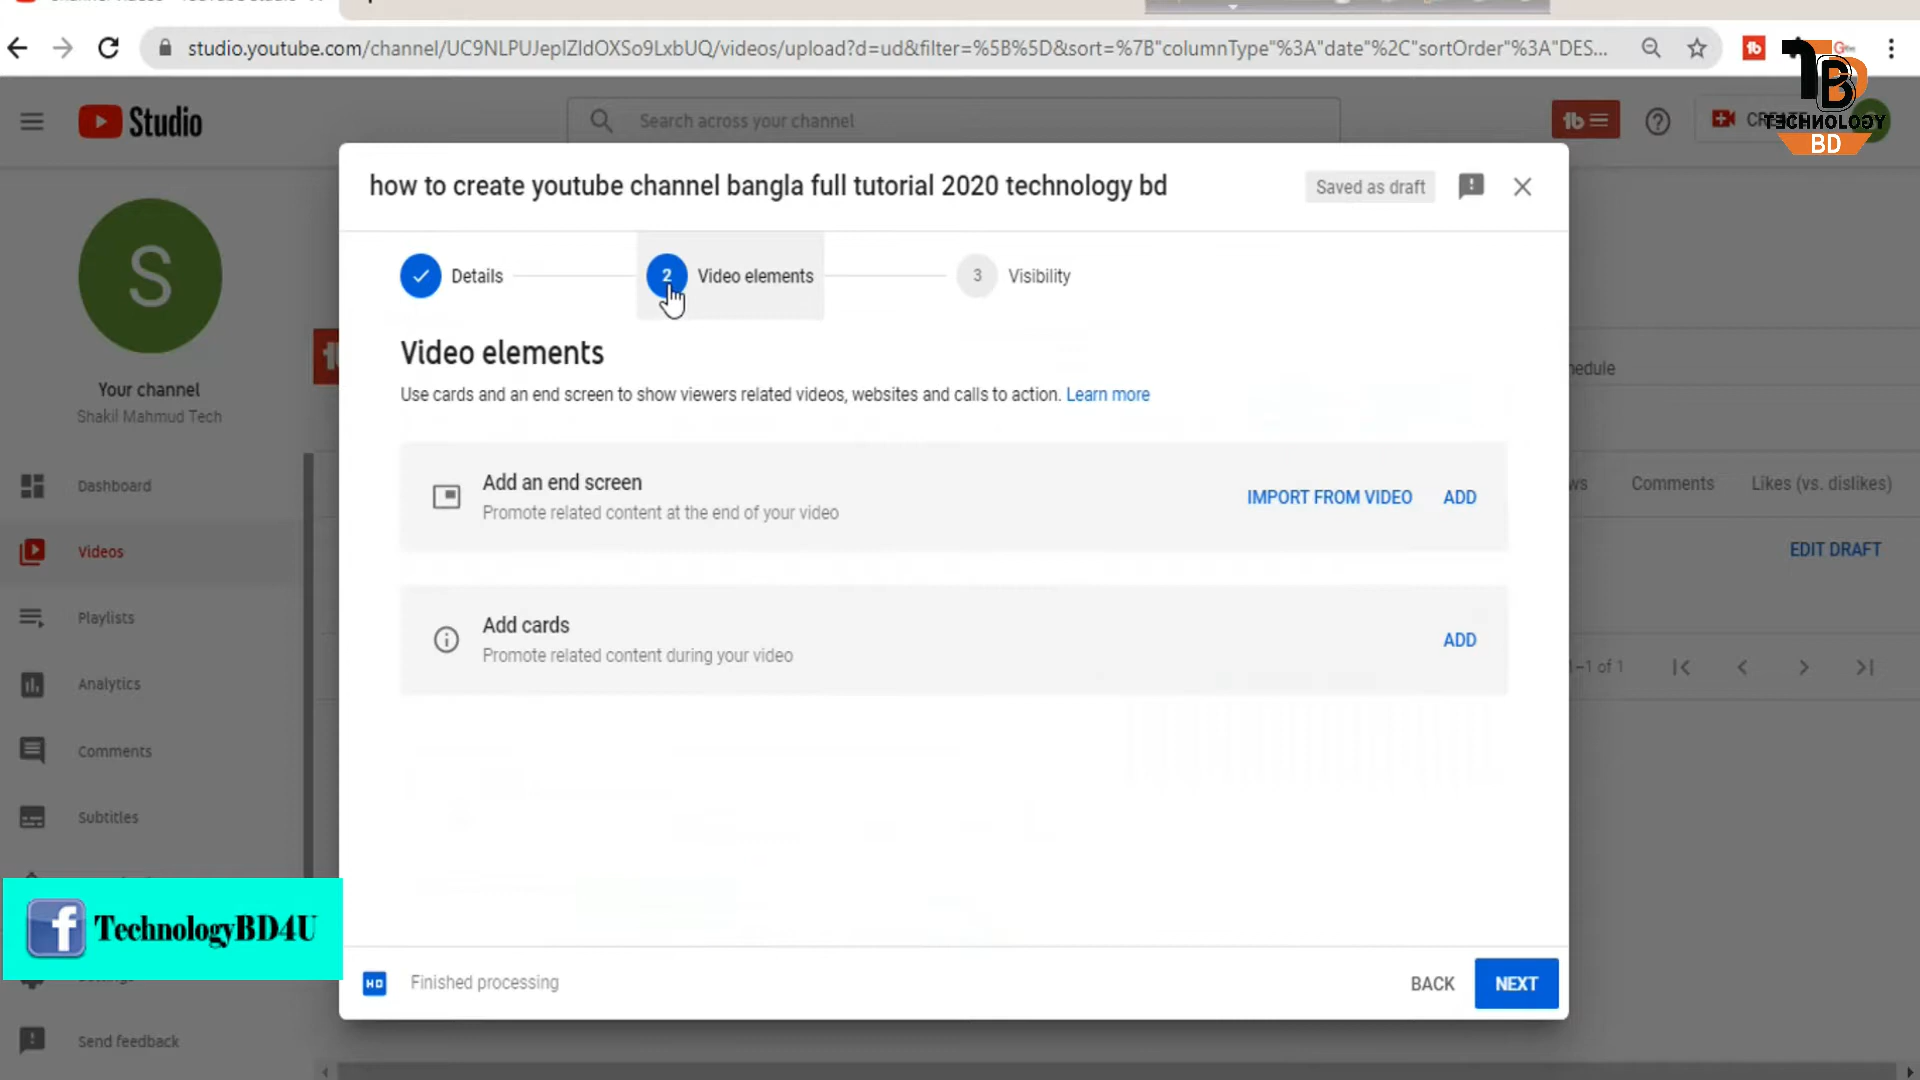 studio.youtube.com/channel/UC9NLPUJepIZIdOXSo9LxbUQ/videos/upload?d=ud&filter=%5B%5D&sort=%7B"columnType"%3A"date"%2C"sortOrder"%3A"DES...
Studio
Search across your channel
TECHNOLOGY
BD
how to create youtube channel bangla full tutorial 2020 technology bd
Saved as draft
Details
2
Video elements
3
Visibility
S
Your channel
Shakil Mahmud Tech
Video elements
Use cards and an end screen to show viewers related videos, websites and calls to action. Learn more
Add an end screen
Promote related content at the end of your video
IMPORT FROM VIDEO
ADD
Add cards
Promote related content during your video
ADD
Comments
Likes (vs. dislikes)
EDIT DRAFT
1–1 of 1
Dashboard
Videos
Playlists
Analytics
Comments
Subtitles
TechnologyBD4U
Send feedback
HD
Finished processing
BACK
NEXT